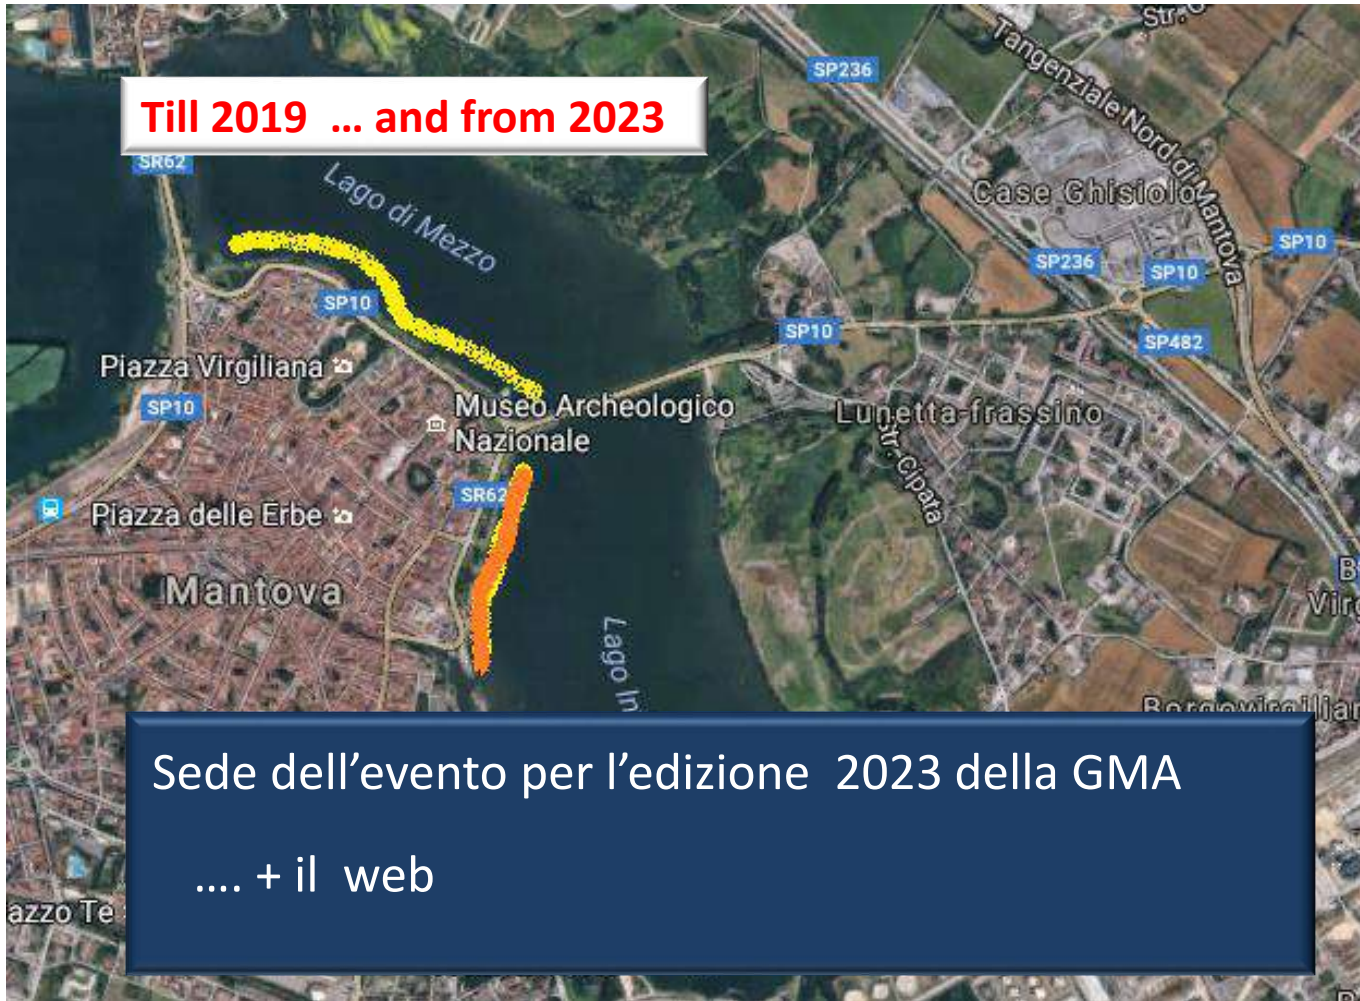 Str. C
Tangenziale Nord di Mantova
SP236
Till 2019 ... and from 2023
SR62
Lago di Mezzo
Case Ghisiolo
SP10
SP236
SP10
SP10
SP10
SP482
Piazza Virgiliana
SP10
Museo Archeologico
Nazionale
Lunetta-frassino
Str. Cipata
SR62
Piazza delle Erbe
Mantova
Lago In
Borgovirgilia
Sede dell’evento per l’edizione 2023 della GMA
.... + il web
azzo Te